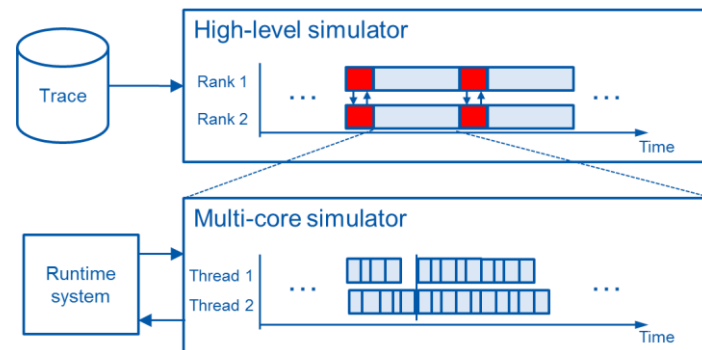 High-level simulator
Trace
Rank 1
Rank 2
...
...
Time
Multi-core simulator
Runtime
system
Thread 1
Thread 2
...
...
Time